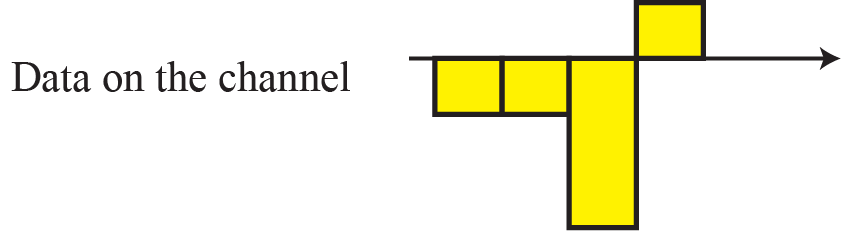 Data on the channel